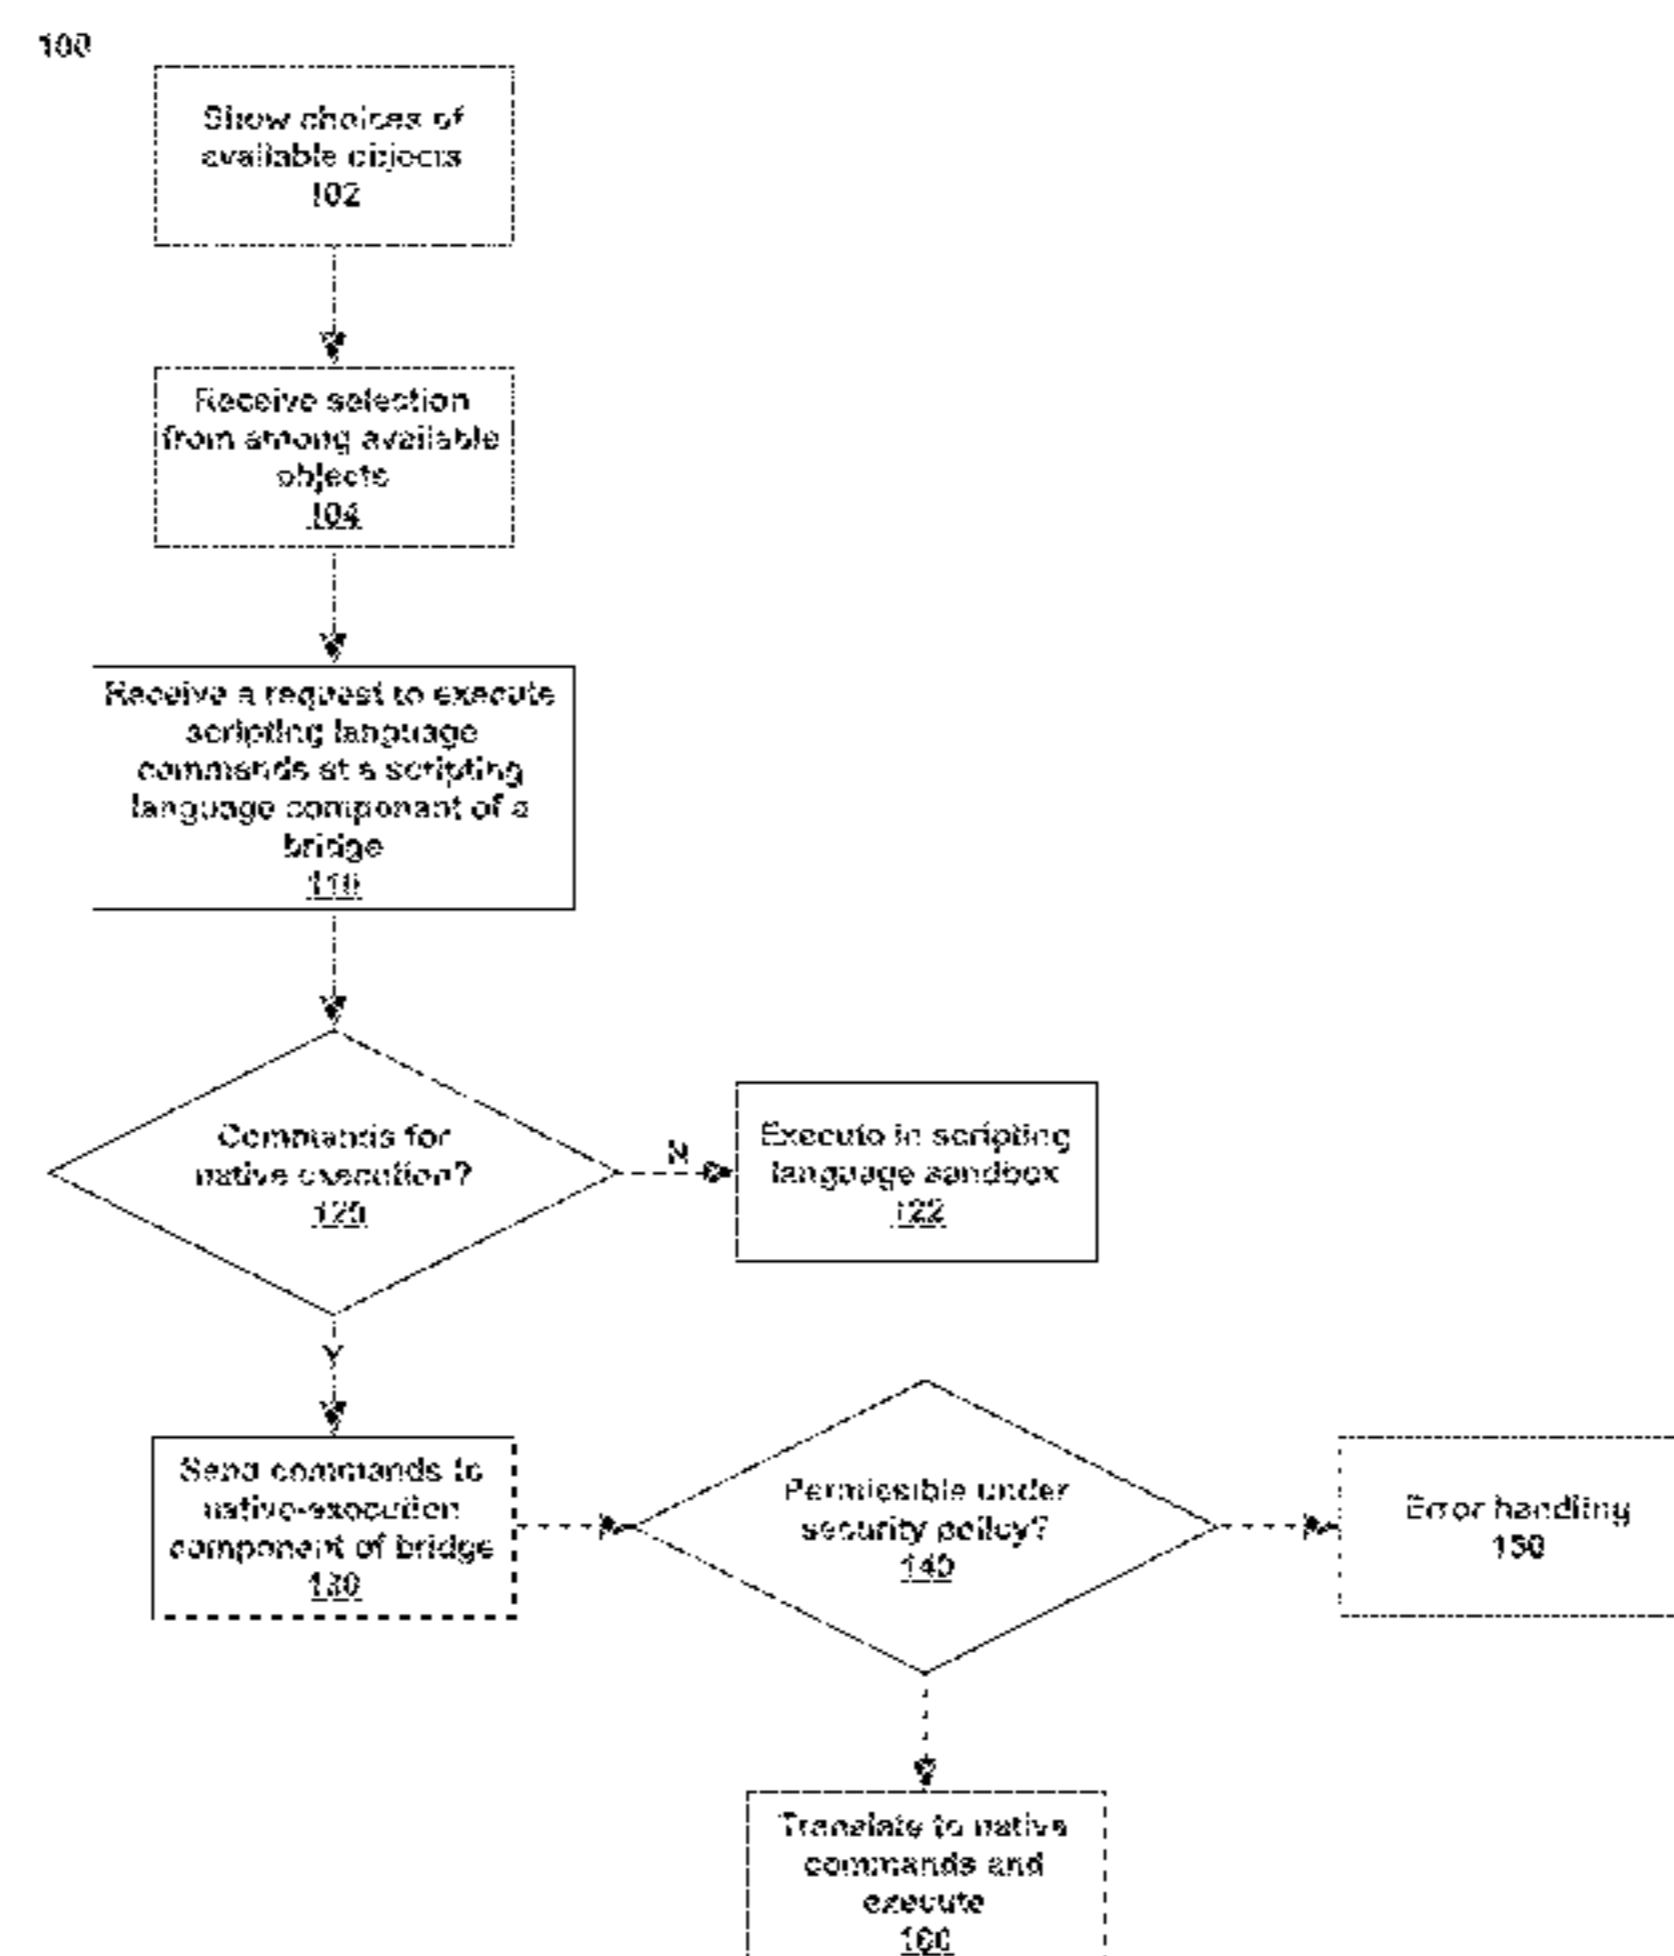 100
Show choices of
available objects
102
Receive selection
from among available
objects
104
Receive a request to execute
scripting language
commands at a scripting
language component of a
bridge
110
Commands for
native execution?
120
N
Execute in scripting
language sandbox
122
Y
Send commands to
native-execution
component of bridge
130
Permissible under
security policy?
140
Error handling
150
Translate to native
commands and
execute
160